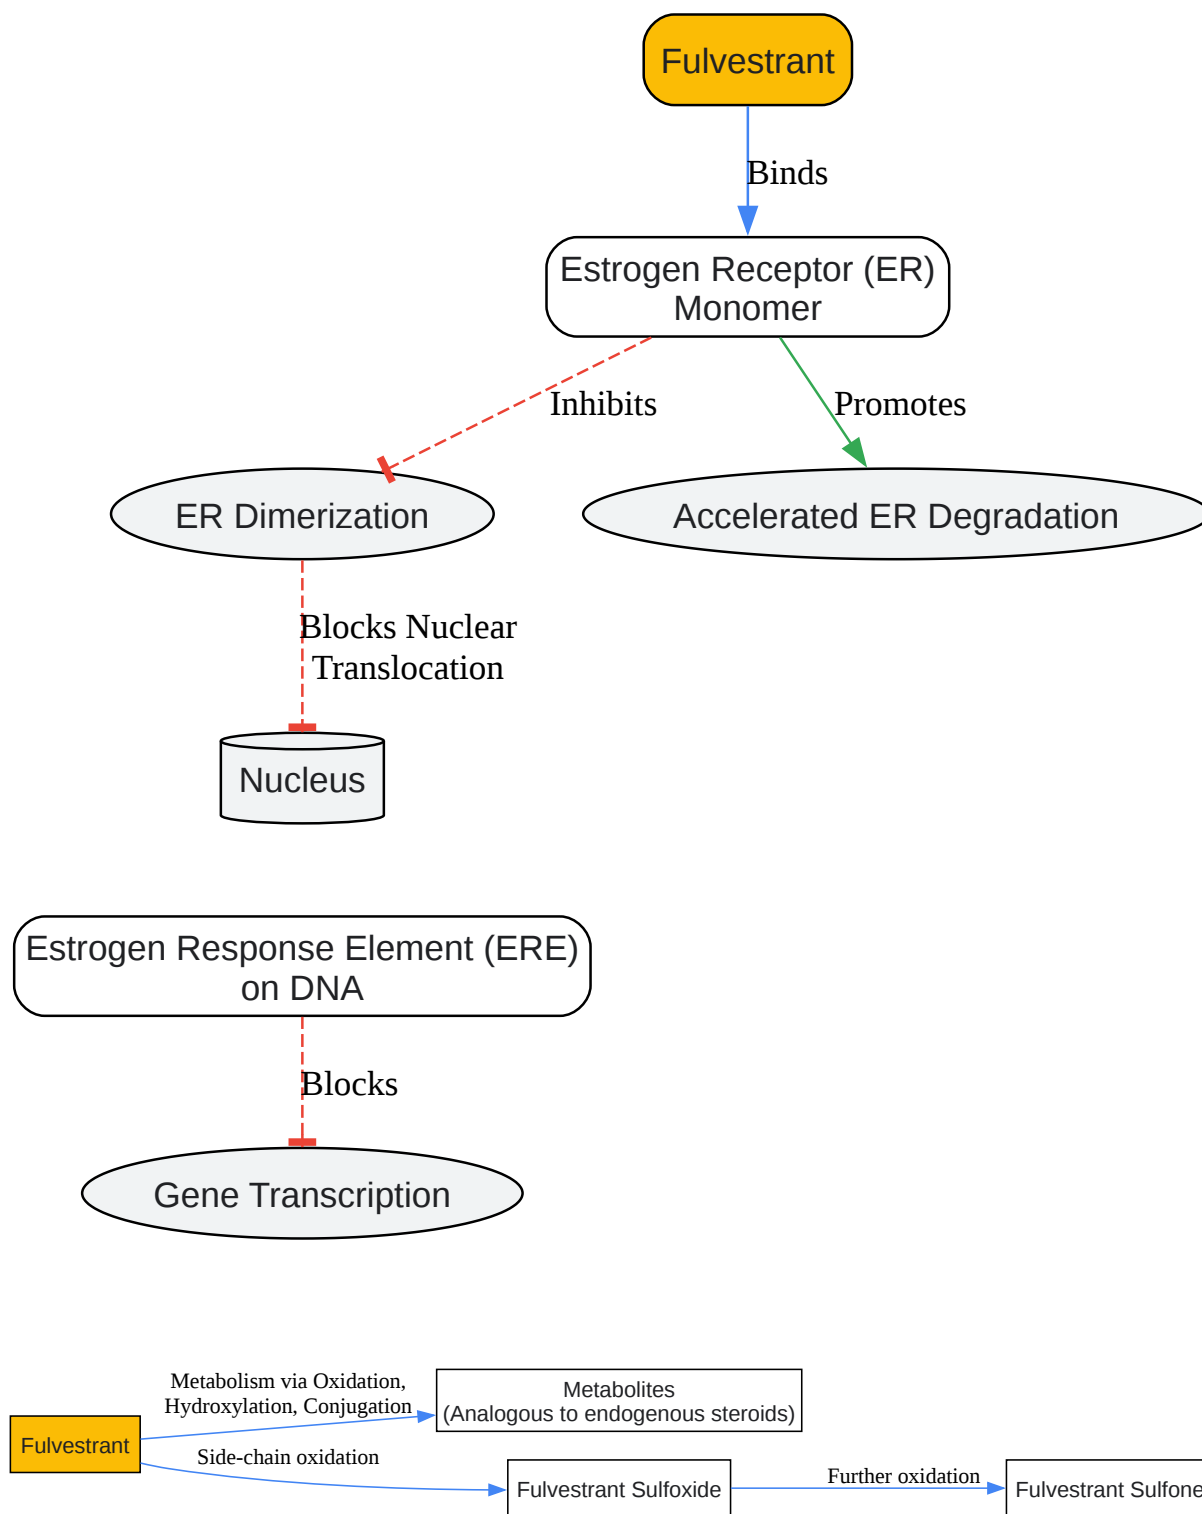 Fulvestrant
Binds
Estrogen Receptor (ER)
Monomer
Inhibits
Promotes
ER Dimerization
Accelerated ER Degradation
Blocks Nuclear
Translocation
Nucleus
Estrogen Response Element (ERE)
on DNA
Blocks
Gene Transcription
Metabolism via Oxidation,
Hydroxylation, Conjugation
Metabolites
(Analogous to endogenous steroids)
Fulvestrant
Side-chain oxidation
Fulvestrant Sulfoxide
Further oxidation
Fulvestrant Sulfone